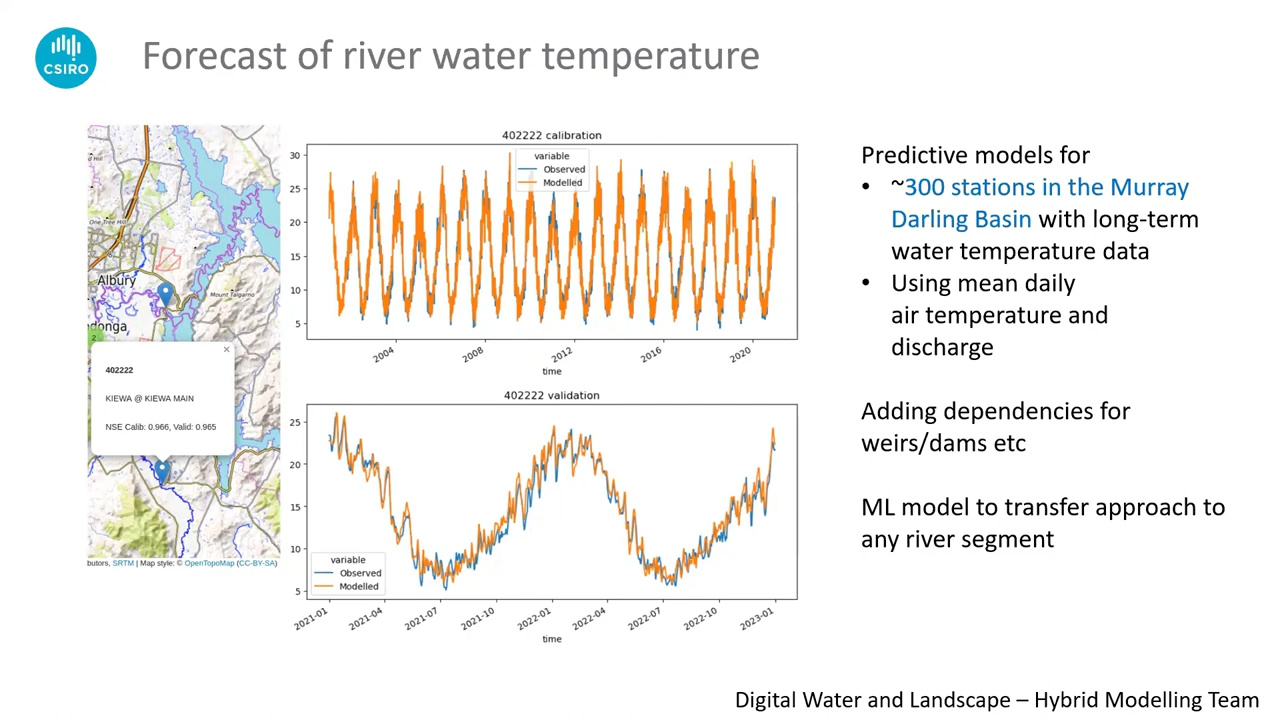 CSIRO
Forecast of river water temperature
One Tree Hill
Albury
Mount Talgarno
donga
2
×
402222
KIEWA @ KIEWA MAIN
NSE Calib: 0.966, Valid: 0.965
butors, SRTM | Map style: © OpenTopoMap (CC-BY-SA)
402222 calibration
variable
Observed
Modelled
30
25
20
15
10
5
2004
2008
2012
2016
2020
time
402222 validation
25
20
15
10
5
variable
Observed
Modelled
2021-01
2021-04
2021-07
2021-10
2022-01
2022-04
2022-07
2022-10
2023-01
time
Predictive models for
• ~300 stations in the Murray
Darling Basin with long-term
water temperature data
• Using mean daily
air temperature and
discharge
Adding dependencies for
weirs/dams etc
ML model to transfer approach to
any river segment
Digital Water and Landscape – Hybrid Modelling Team